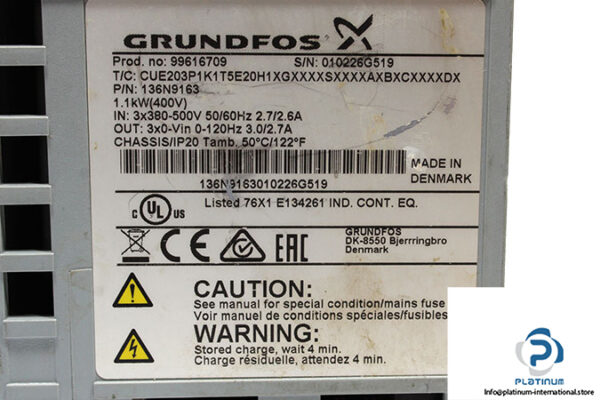 GRUNDFOS
Prod. no: 99616709 S/N: 010226G519
T/C: CUE203P1K1T5E20H1XGXXXXSXXXXAXBXCXXXXDX
P/N: 136N9163
1.1kW(400V)
IN: 3x380-500V 50/60Hz 2.7/2.6A
OUT: 3x0-Vin 0-120Hz 3.0/2.7A
CHASSIS/IP20 Tamb. 50°C/122°F
MADE IN
DENMARK
136N9163010226G519
C UL US Listed 76X1 E134261 IND. CONT. EQ.
CE EAC
GRUNDFOS
DK-8550 Bjerrringbro
Denmark
CAUTION:
See manual for special condition/mains fuse
Voir manuel de conditions spéciales/fusibles
WARNING:
Stored charge, wait 4 min.
Charge résiduelle, attendez 4 min.
PLATINUM
Info@platinum-international.store